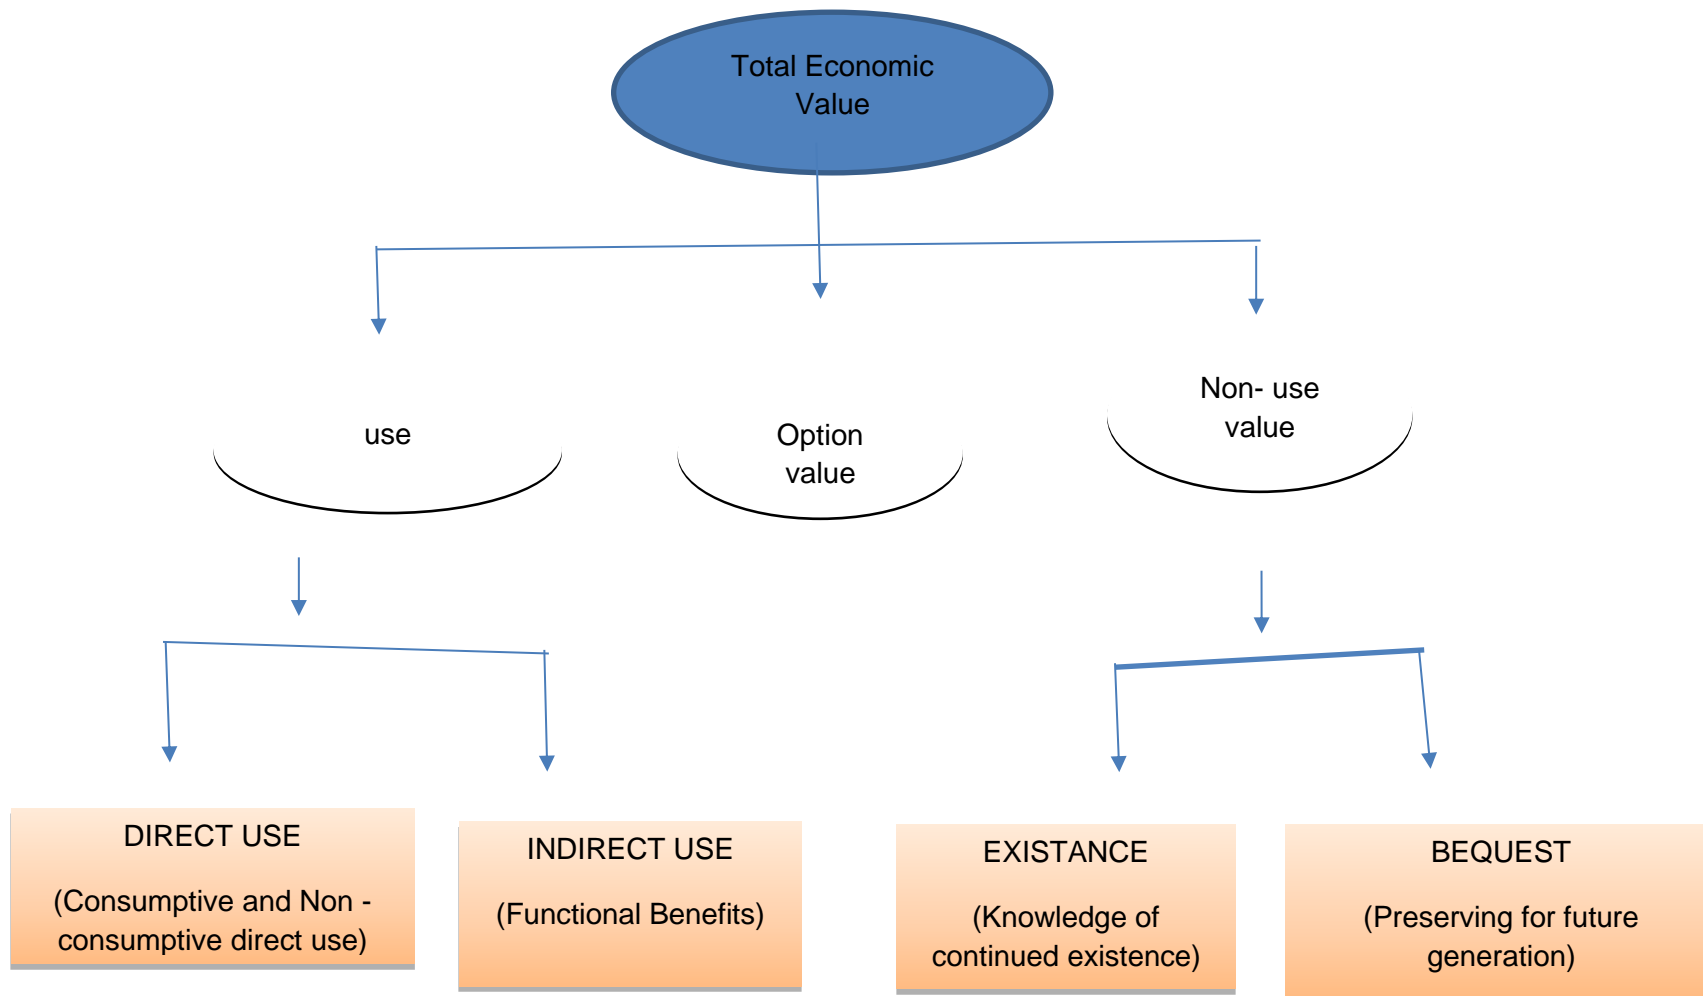 Total Economic
Value
use
Option
value
Non- use
value
DIRECT USE
(Consumptive and Non -
consumptive direct use)
INDIRECT USE
(Functional Benefits)
EXISTANCE
(Knowledge of
continued existence)
BEQUEST
(Preserving for future
generation)